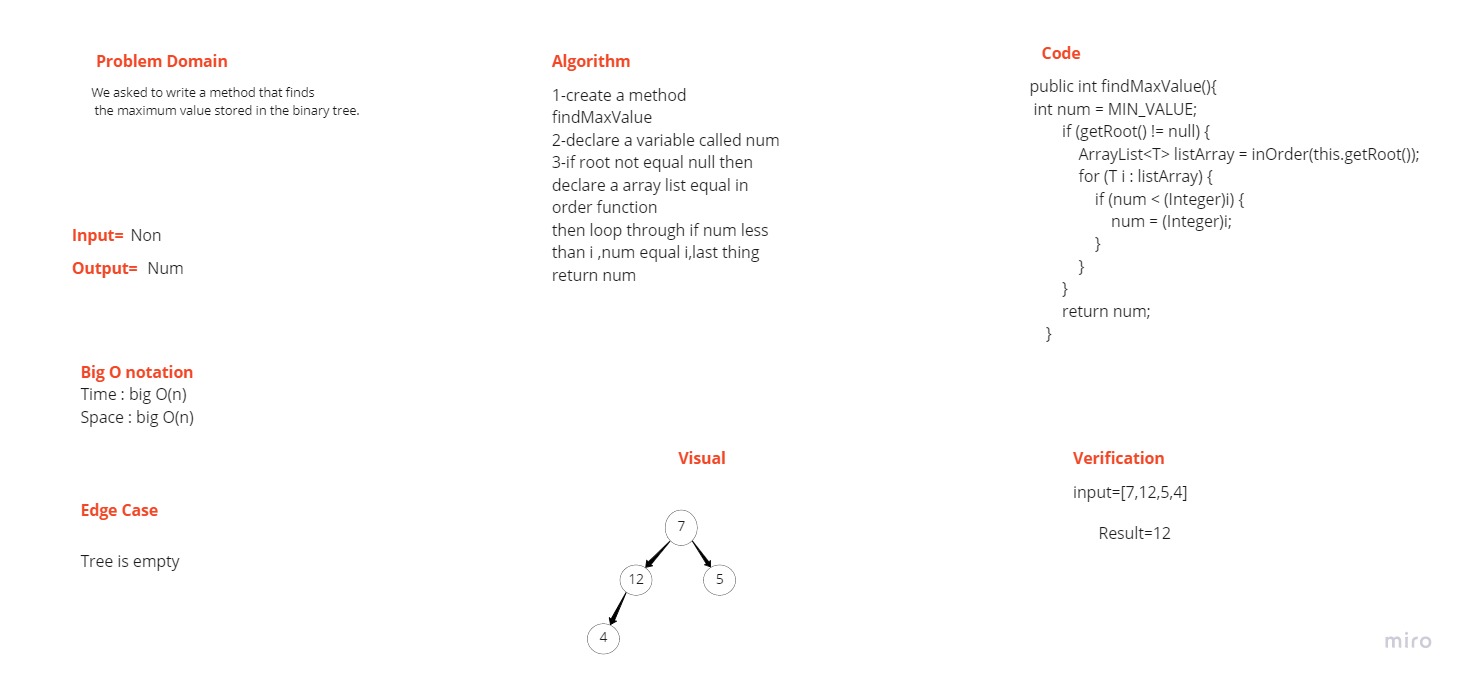 Problem Domain
We asked to write a method that finds
the maximum value stored in the binary tree.
Input= Non
Output= Num
Big O notation
Time : big O(n)
Space : big O(n)
Edge Case
Tree is empty
Algorithm
1-create a method
findMaxValue
2-declare a variable called num
3-if root not equal null then
declare a array list equal in
order function
then loop through if num less
than i ,num equal i,last thing
return num
Visual
7
12
5
4
Code
public int findMaxValue(){
int num = MIN_VALUE;
if (getRoot() != null) {
ArrayList<T> listArray = inOrder(this.getRoot());
for (T i : listArray) {
if (num < (Integer)i) {
num = (Integer)i;
}
}
}
return num;
}
Verification
input=[7,12,5,4]
Result=12
miro